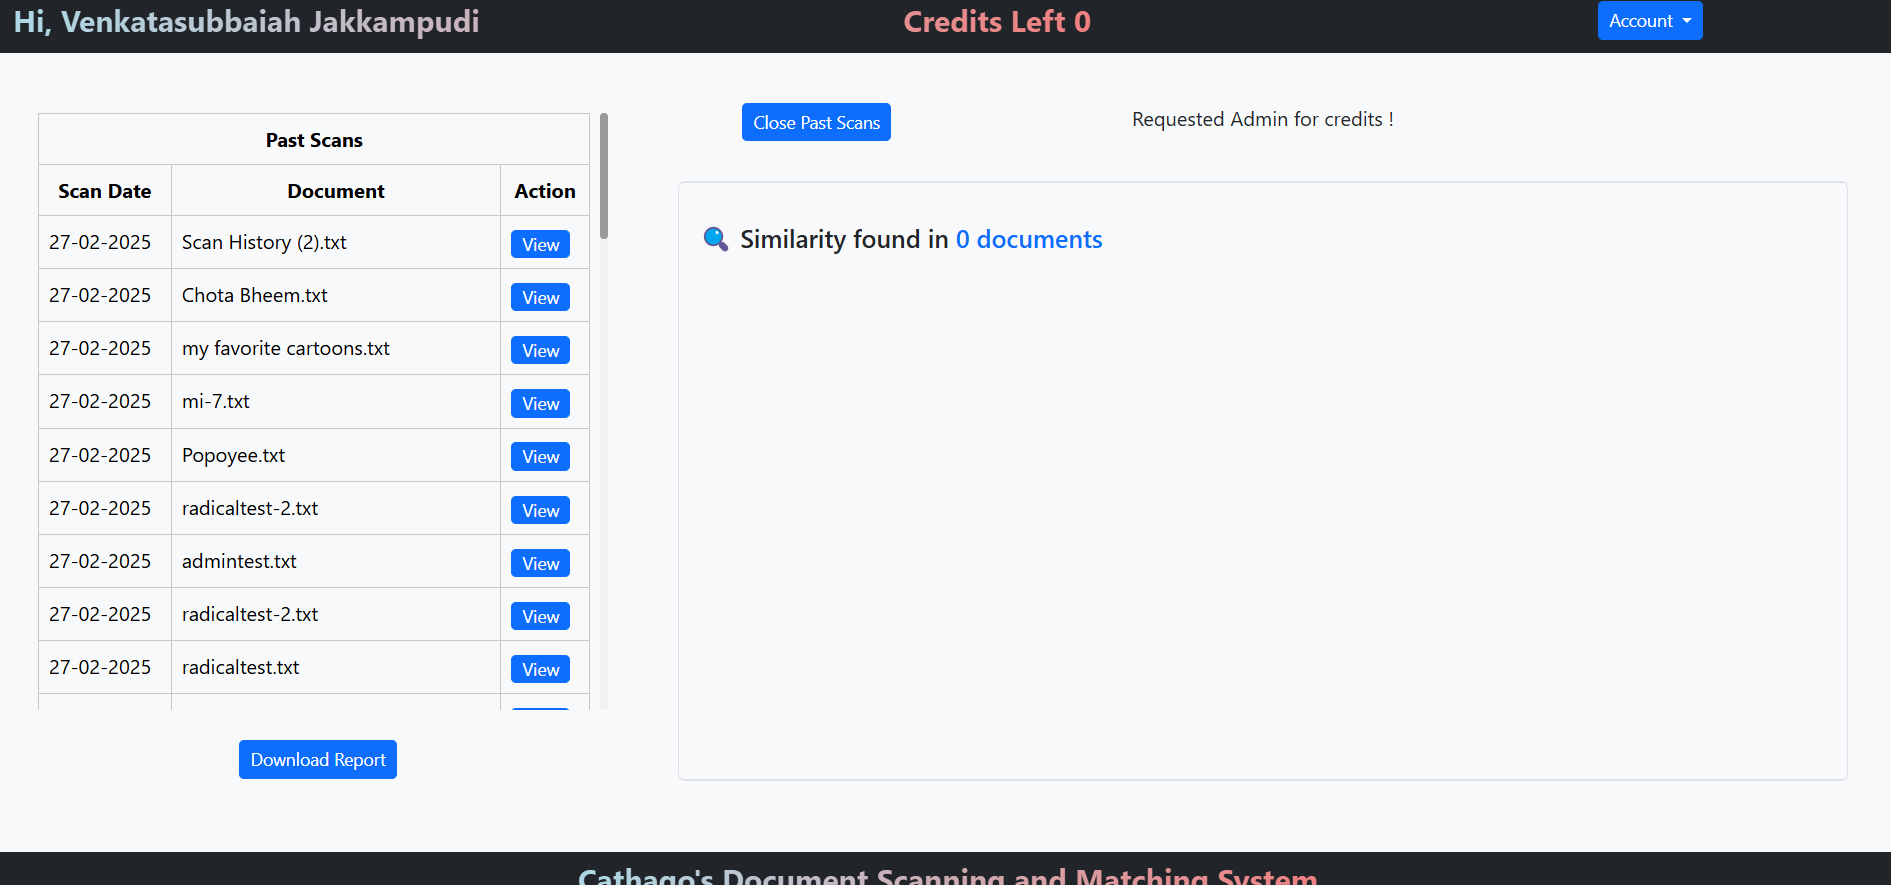 Hi, Venkatasubbaiah Jakkampudi
Credits Left 0
Account
Past Scans
Scan Date Document Action
27-02-2025 Scan History (2).txt View
27-02-2025 Chota Bheem.txt View
27-02-2025 my favorite cartoons.txt View
27-02-2025 mi-7.txt View
27-02-2025 Popoyee.txt View
27-02-2025 radicaltest-2.txt View
27-02-2025 admintest.txt View
27-02-2025 radicaltest-2.txt View
27-02-2025 radicaltest.txt View
Download Report
Close Past Scans
Requested Admin for credits !
Similarity found in 0 documents
Cathago's Document Scanning and Matching System